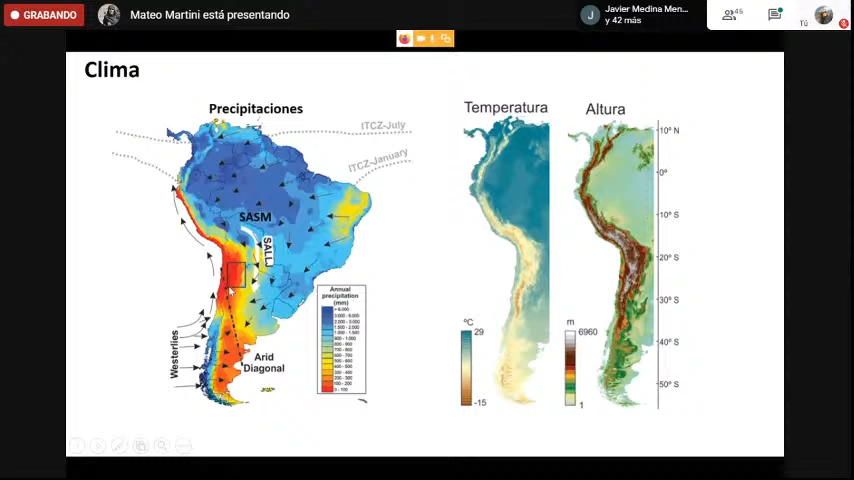 GRABANDO
Mateo Martini está presentando
J
Javier Medina Men...
y 42 más
45
Tú
Clima
Precipitaciones
ITCZ-July
ITCZ-January
SASM
SALLJ
Westerlies
Arid
Diagonal
Annual
precipitation
(mm)
Temperatura
ºC
29
-15
Altura
m
6960
1
10° N
0°
10° S
20° S
30° S
40° S
50° S